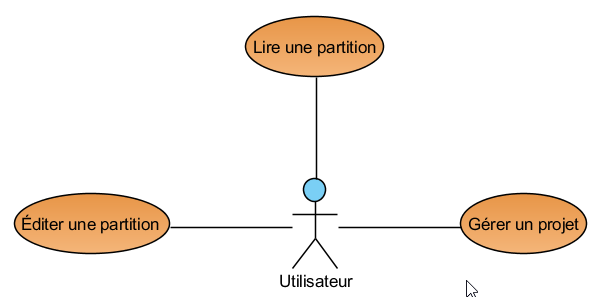 Lire une partition
Éditer une partition
Gérer un projet
Utilisateur